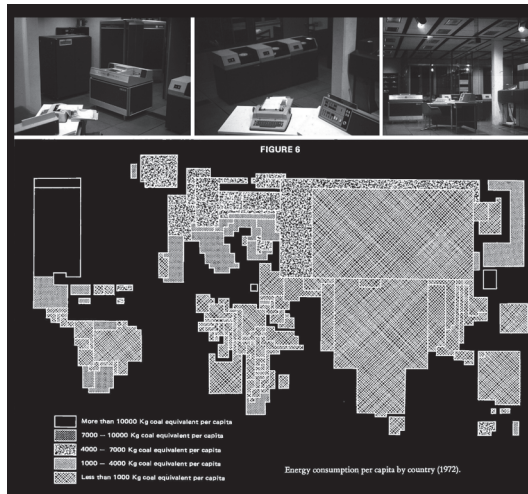 FIGURE 6
More than 10000 Kg coal equivalent per capita
7000 — 10000 Kg coal equivalent per capita
4000 — 7000 Kg coal equivalent per capita
1000 — 4000 Kg coal equivalent per capita
Less than 1000 Kg coal equivalent per capita
Energy consumption per capita by country (1972).